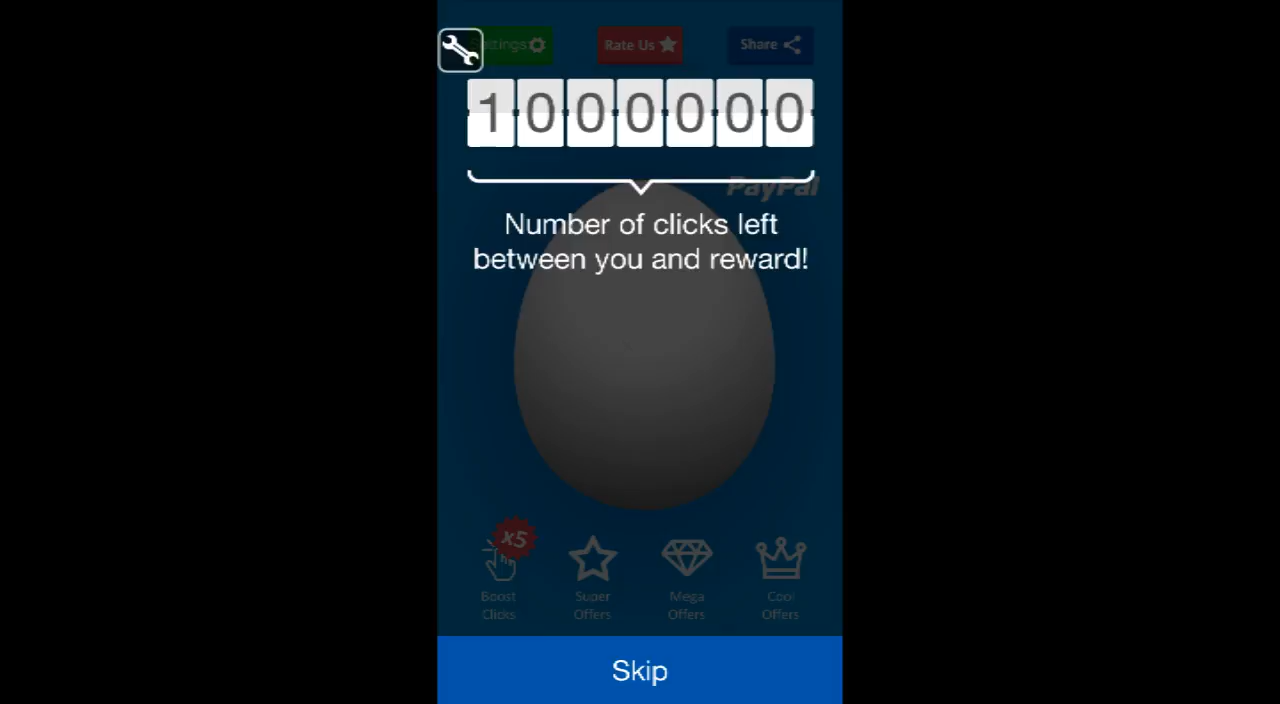 Settings
Rate Us
Share
1000000
PayPal
Number of clicks left
between you and reward!
x5
Boost
Clicks
Super
Offers
Mega
Offers
Cool
Offers
Skip